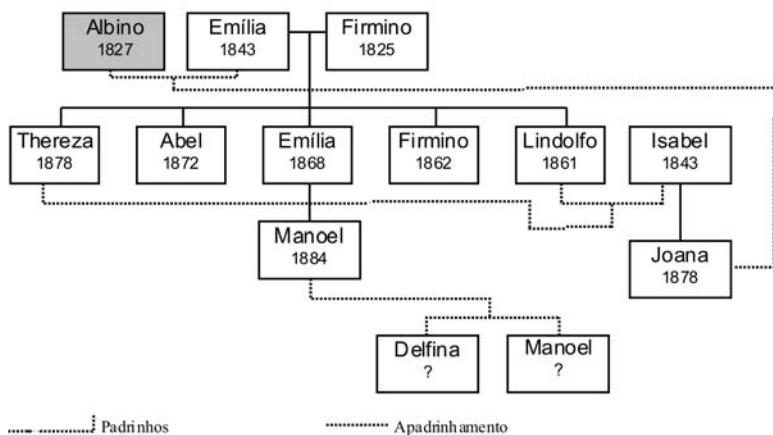 Albino
1827
Emília
1843
Firmino
1825
Thereza
1878
Abel
1872
Emília
1868
Firmino
1862
Lindolfo
1861
Isabel
1843
Manoel
1884
Joana
1878
Delfina
?
Manoel
?
Padrinhos
Apadrinhamento